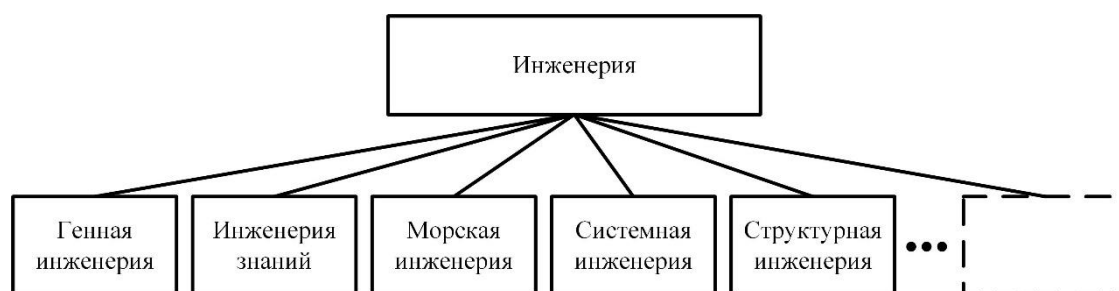 Инженерия
Генная
инженерия
Инженерия
знаний
Морская
инженерия
Системная
инженерия
Структурная
инженерия
•••